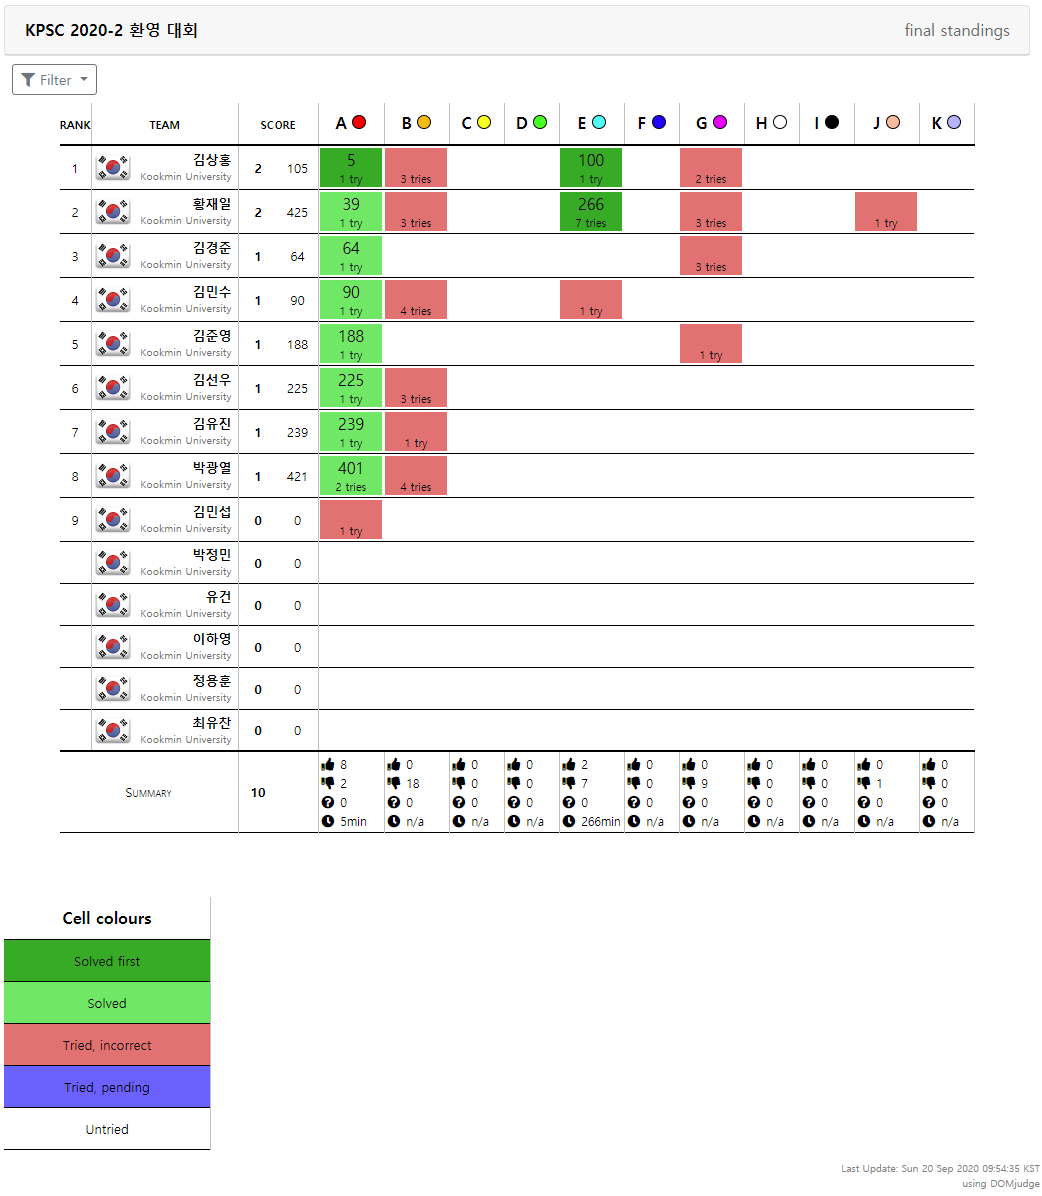 KPSC 2020-2 환영 대회 final standings
Filter
RANK TEAM SCORE A B C D E F G H I J K
1 김상홍 2 105 5 100
Kookmin University 1 try 3 tries 1 try 2 tries
2 황재일 2 425 39 266
Kookmin University 1 try 3 tries 7 tries 3 tries 1 try
3 김경준 1 64 64
Kookmin University 1 try 3 tries
4 김민수 1 90 90
Kookmin University 1 try 4 tries 1 try
5 김준영 1 188 188
Kookmin University 1 try 1 try
6 김선우 1 225 225
Kookmin University 1 try 3 tries
7 김유진 1 239 239
Kookmin University 1 try 1 try
8 박광열 1 421 401
Kookmin University 2 tries 4 tries
9 김민섭 0 0
Kookmin University 1 try
박정민 0 0
Kookmin University
유건 0 0
Kookmin University
이하영 0 0
Kookmin University
정용훈 0 0
Kookmin University
최유찬 0 0
Kookmin University
Summary 10
8 0 0 0 2 0 0 0 0 0 0
2 18 0 0 7 0 9 0 0 1 0
0 0 0 0 0 0 0 0 0 0 0
5min n/a n/a n/a 266min n/a n/a n/a n/a n/a n/a
Cell colours
Solved first
Solved
Tried, incorrect
Tried, pending
Untried
Last Update: Sun 20 Sep 2020 09:54:35 KST
using DOMjudge